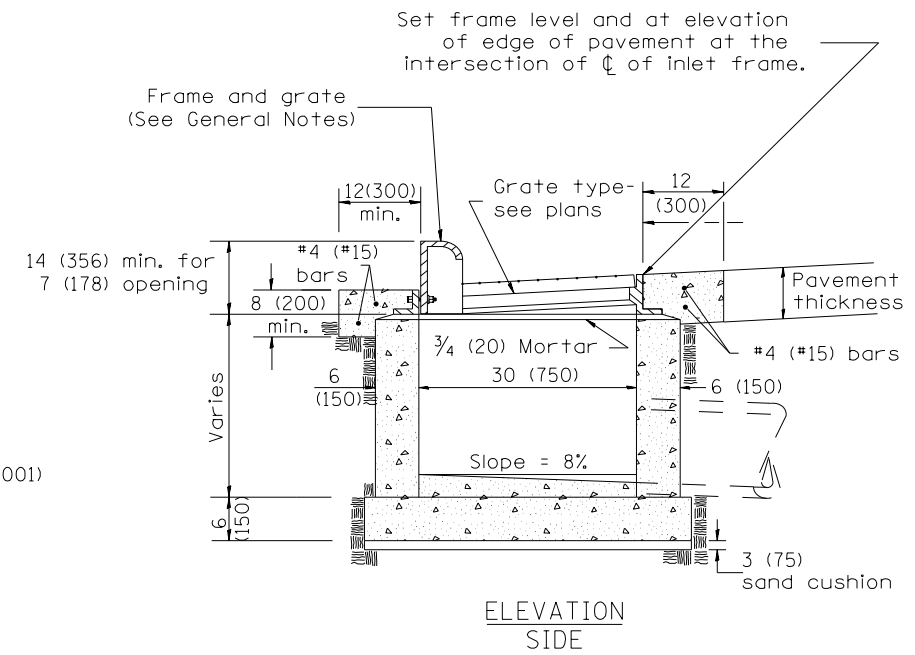 Set frame level and at elevation
of edge of pavement at the
intersection of ℄ of inlet frame.
Frame and grate
(See General Notes)
12(300)
min.
Grate type-
see plans
12
(300)
14 (356) min. for
7 (178) opening
#4 (#15)
bars
8 (200)
min.
Pavement
thickness
3/4 (20) Mortar
#4 (#15) bars
6
(150)
30 (750)
6 (150)
Varies
Slope = 8%
001)
6
(150)
3 (75)
sand cushion
ELEVATION
SIDE